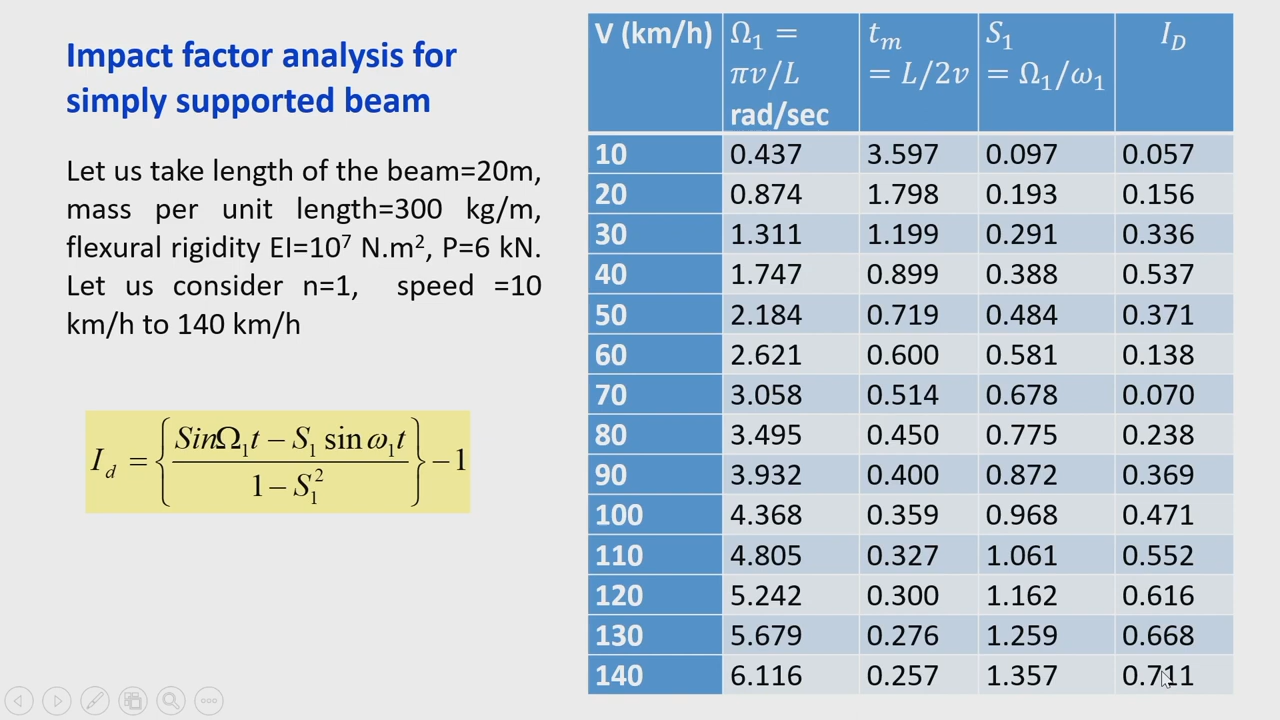 Impact factor analysis for
simply supported beam
Let us take length of the beam=20m,
mass per unit length=300 kg/m,
flexural rigidity EI=10⁷ N.m², P=6 kN.
Let us consider n=1, speed =10
km/h to 140 km/h
I_d = {(SinΩ₁t − S₁ sin ω₁t) / (1 − S₁²)} − 1
V (km/h) Ω₁ = πv/L rad/sec t_m = L/2v S₁ = Ω₁/ω₁ I_D
10 0.437 3.597 0.097 0.057
20 0.874 1.798 0.193 0.156
30 1.311 1.199 0.291 0.336
40 1.747 0.899 0.388 0.537
50 2.184 0.719 0.484 0.371
60 2.621 0.600 0.581 0.138
70 3.058 0.514 0.678 0.070
80 3.495 0.450 0.775 0.238
90 3.932 0.400 0.872 0.369
100 4.368 0.359 0.968 0.471
110 4.805 0.327 1.061 0.552
120 5.242 0.300 1.162 0.616
130 5.679 0.276 1.259 0.668
140 6.116 0.257 1.357 0.711